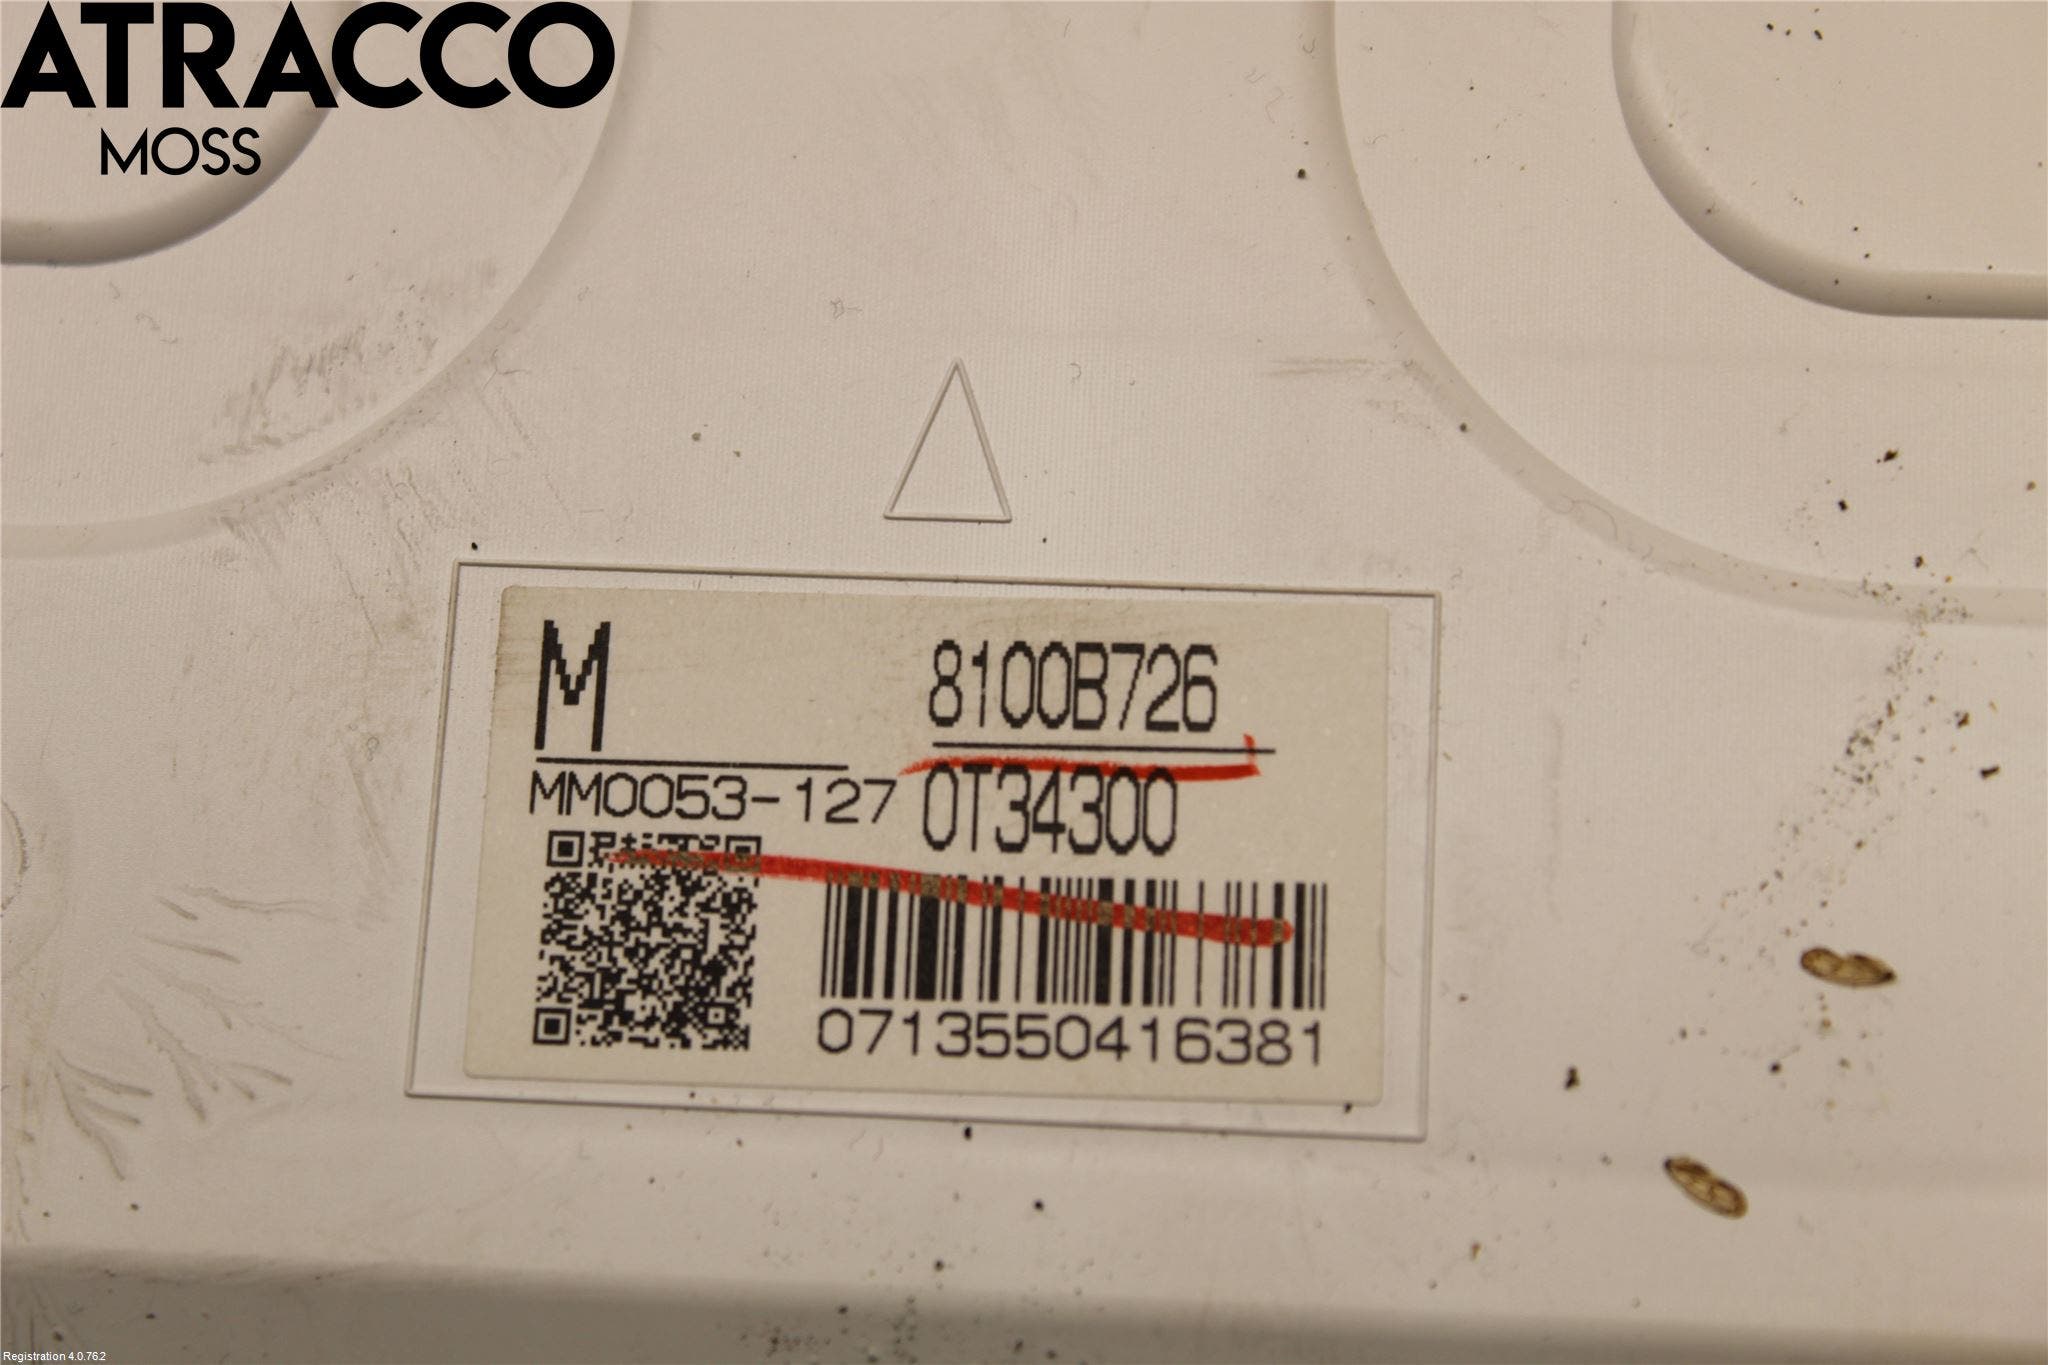 ATRACCO
MOSS
M
8100B726
MM0053-127
0T34300
0713550416381
Registration 4.0.762